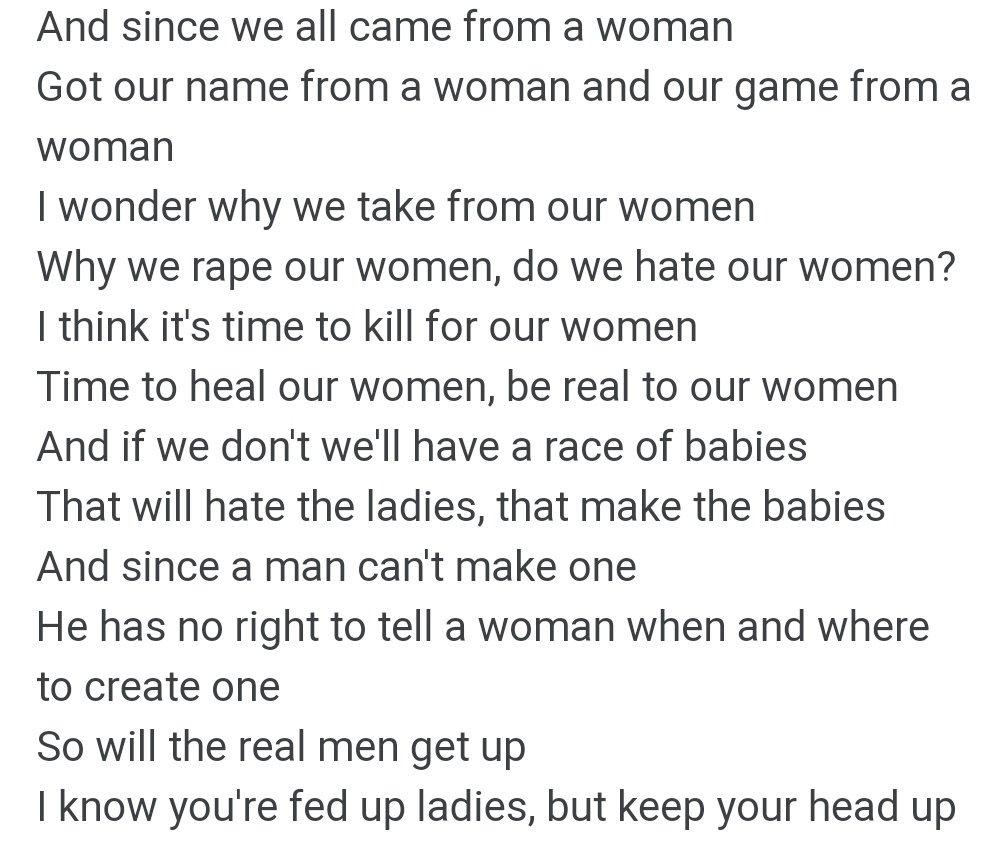 And since we all came from a woman
Got our name from a woman and our game from a
woman
I wonder why we take from our women
Why we rape our women, do we hate our women?
I think it's time to kill for our women
Time to heal our women, be real to our women
And if we don't we'll have a race of babies
That will hate the ladies, that make the babies
And since a man can't make one
He has no right to tell a woman when and where
to create one
So will the real men get up
I know you're fed up ladies, but keep your head up